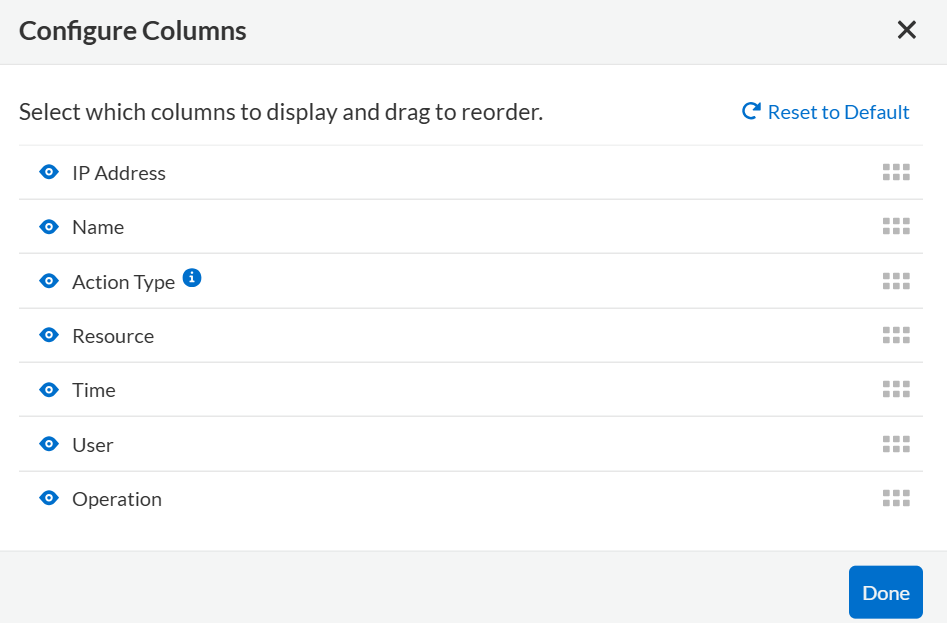 Configure Columns
Select which columns to display and drag to reorder.
Reset to Default
IP Address
Name
Action Type
Resource
Time
User
Operation
Done